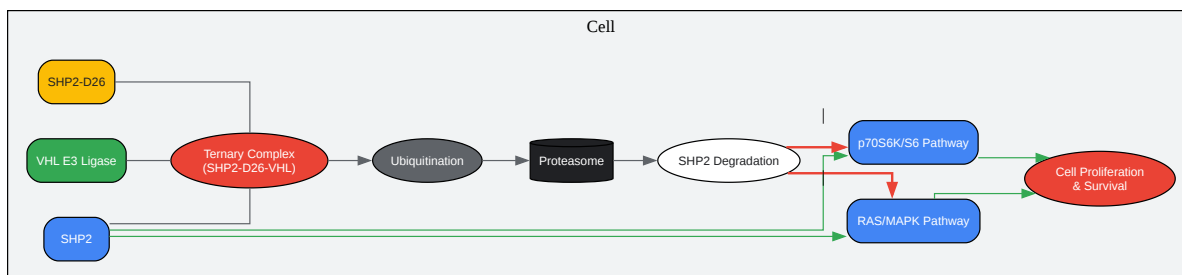 Cell
SHP2-D26
VHL E3 Ligase
SHP2
Ternary Complex
(SHP2-D26-VHL)
Ubiquitination
Proteasome
SHP2 Degradation
p70S6K/S6 Pathway
RAS/MAPK Pathway
Cell Proliferation
& Survival